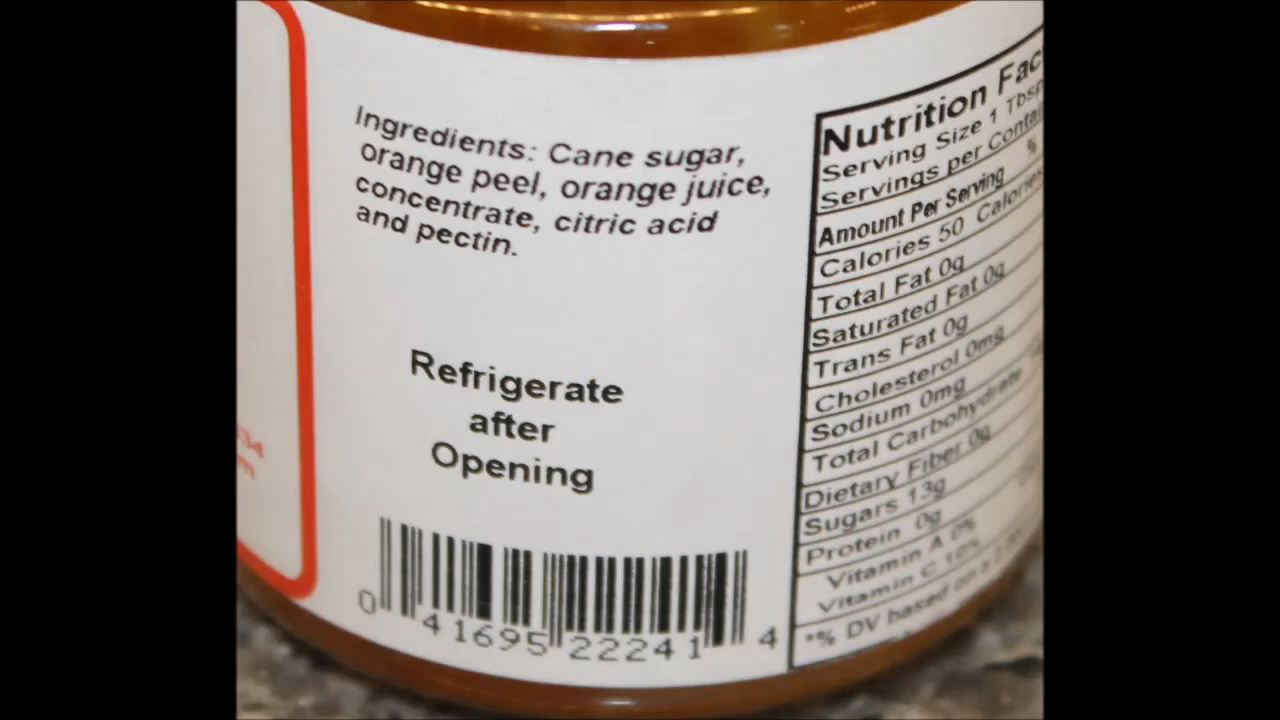 Ingredients: Cane sugar,
orange peel, orange juice,
concentrate, citric acid
and pectin.
Refrigerate
after
Opening
0 41695 22241 4
Nutrition Fac
Serving Size 1 Tbsp
Servings per Contai
%
Amount Per Serving
Calories 50 Calories
Total Fat 0g
Saturated Fat 0g
Trans Fat 0g
Cholesterol 0mg
Sodium 0mg
Total Carbohydrate
Dietary Fiber 0g
Sugars 13g
Protein 0g
Vitamin A 0%
Vitamin C 10%
*% DV based on